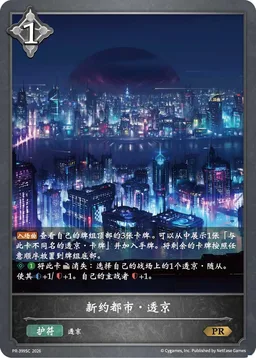 1
入场曲 查看自己的牌组顶部的3张卡牌。可以从中展示1张「与
此卡不同名的透京·卡牌」并加入手牌。将剩余的卡牌按照任
意顺序放置到牌组底部。
1 将此卡 消失：选择自己的战场上的1个透京·随从。
使其 +1/ +1。自己的主战者 +1。
新约都市·透京
护符 透京
PR
© Cygames, Inc. Copyright by NetEase Games